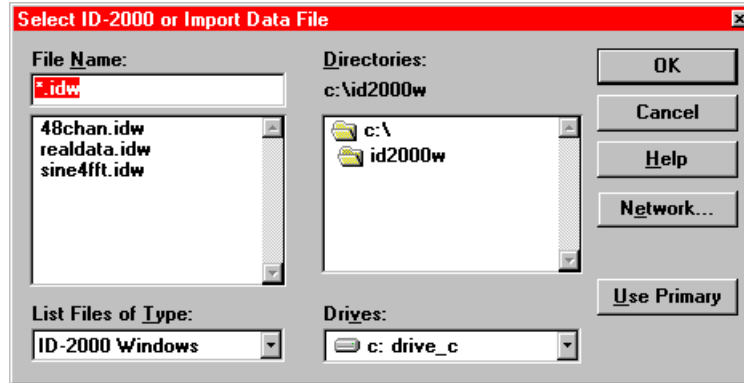 Select ID-2000 or Import Data File
File Name:
*.idw
48chan.idw
realdata.idw
sine4fft.idw
List Files of Type:
ID-2000 Windows
Directories:
c:\id2000w
c:\
id2000w
Drives:
c: drive_c
OK
Cancel
Help
Network...
Use Primary